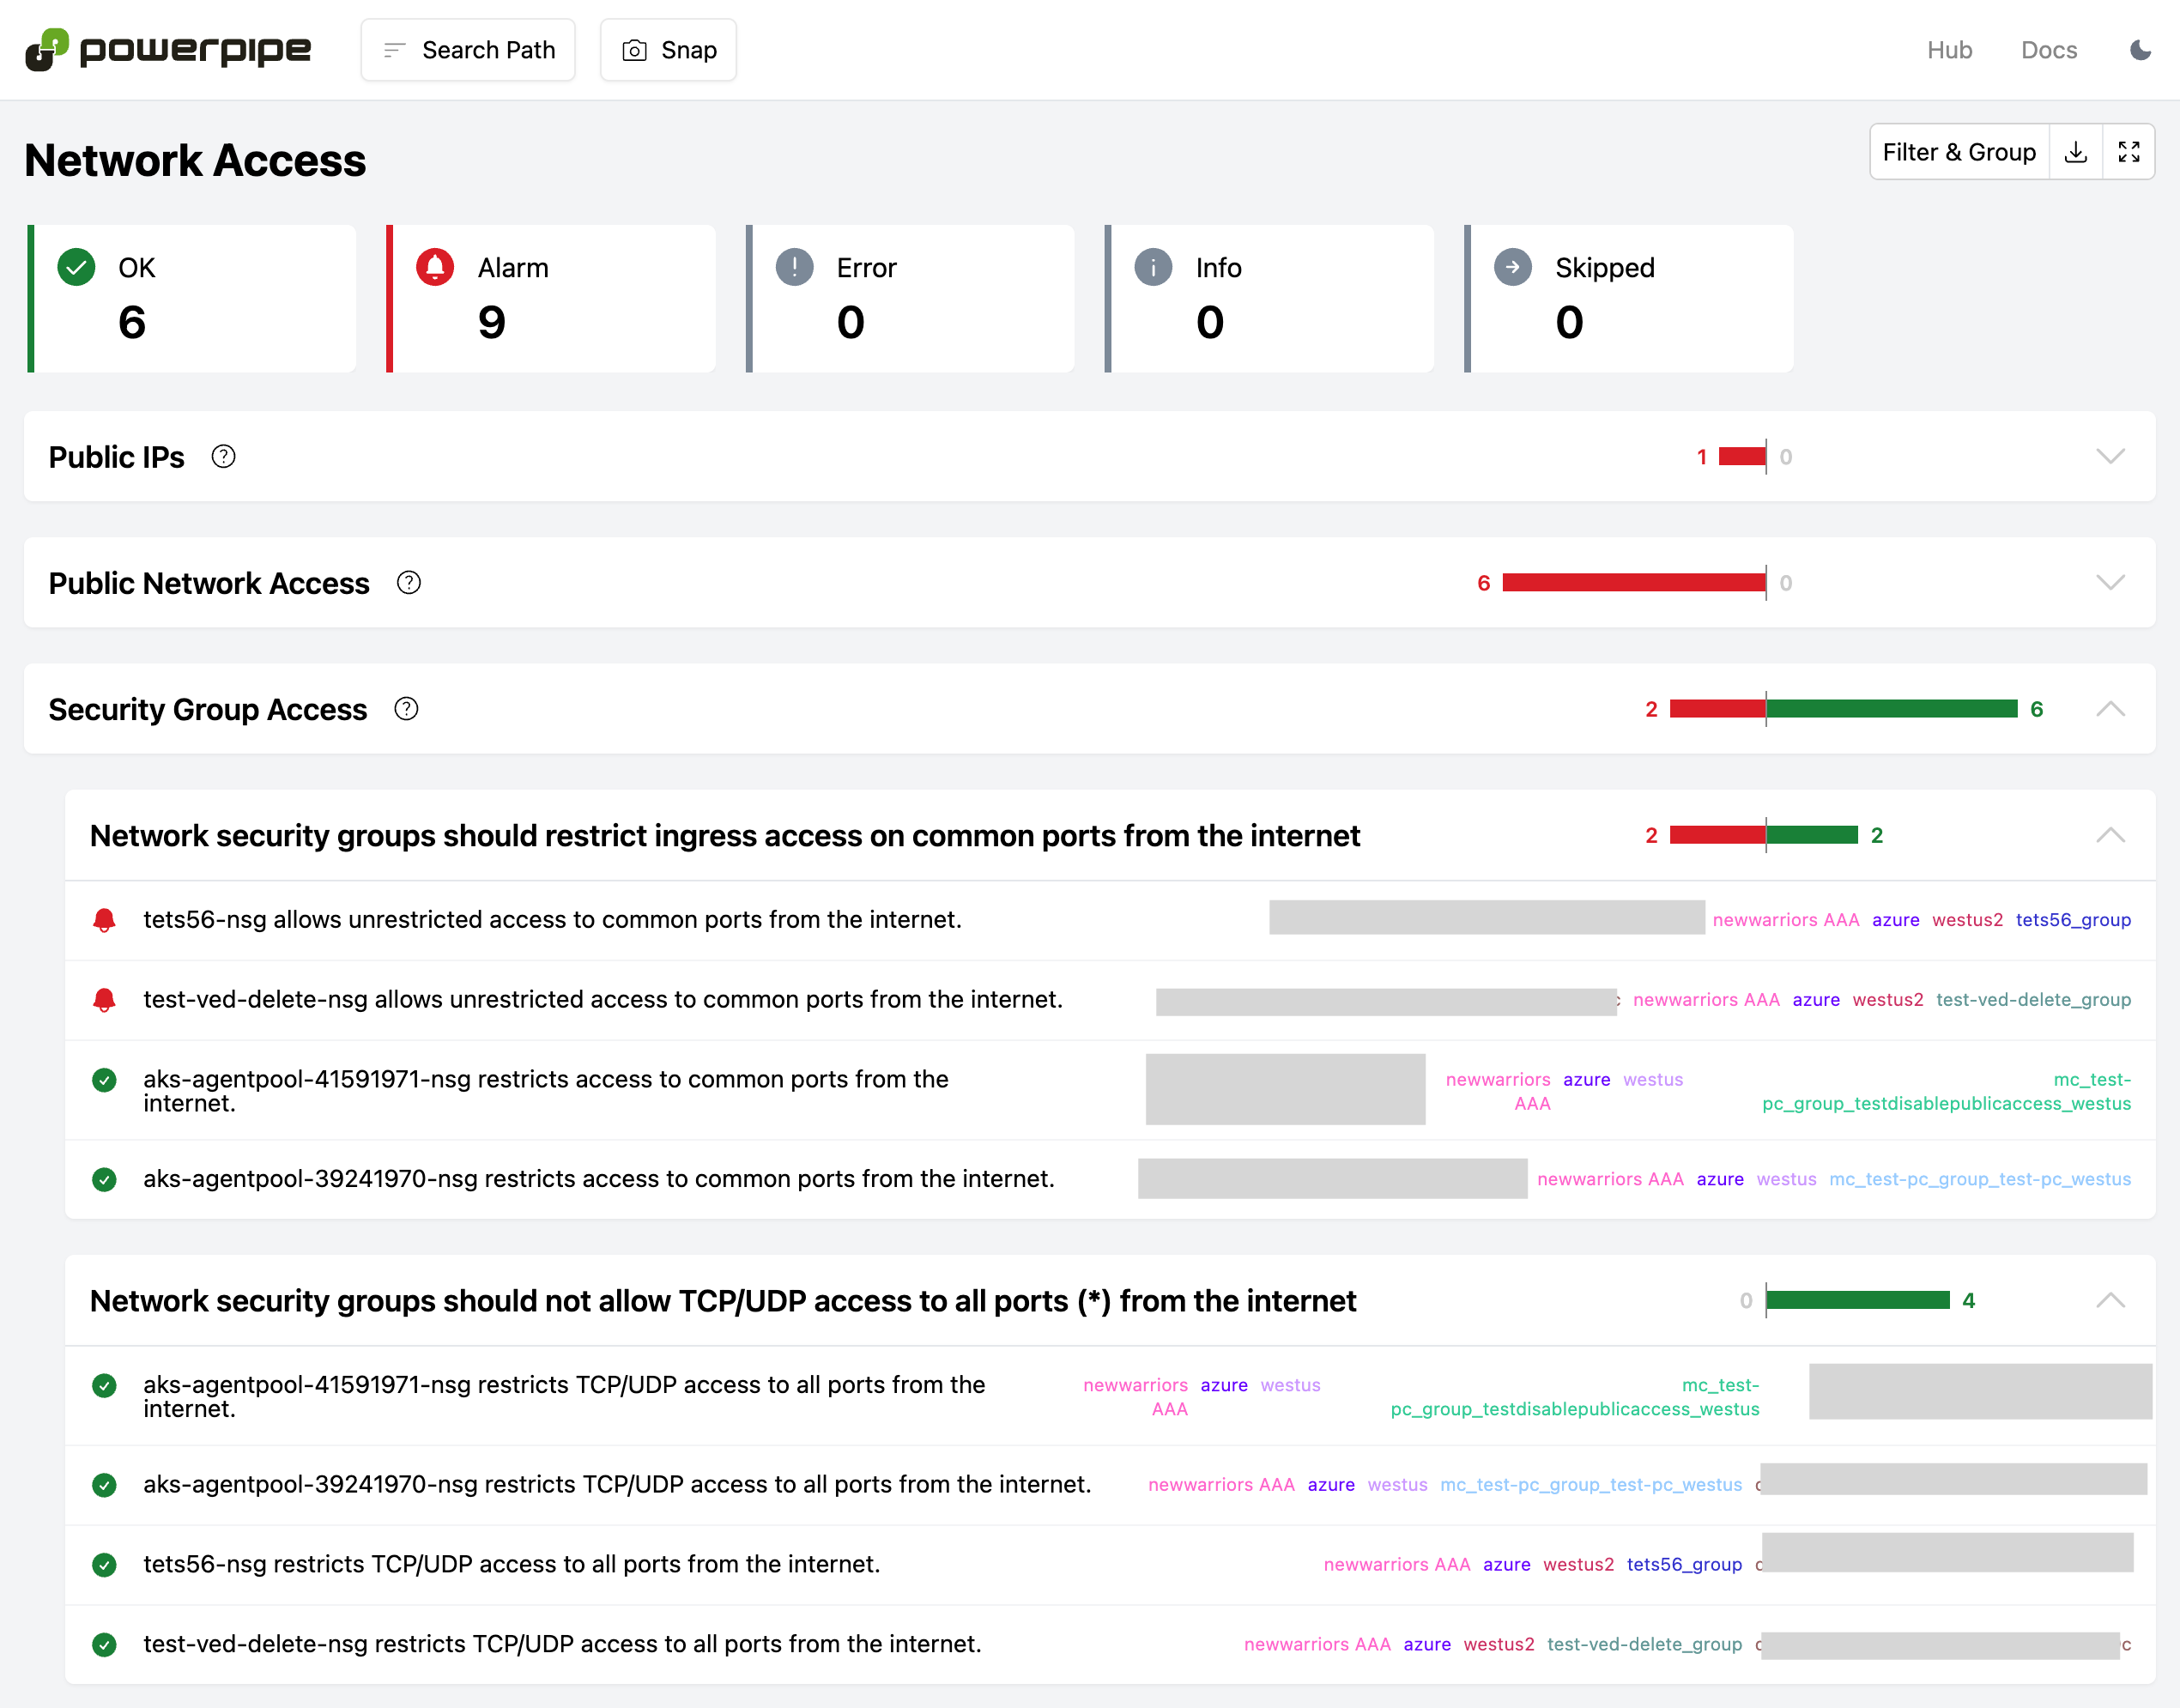 powerpipe
Search Path
Snap
Hub
Docs
Network Access
Filter & Group
OK
6
Alarm
9
Error
0
Info
0
Skipped
0
Public IPs
1 0
Public Network Access
6 0
Security Group Access
2 6
Network security groups should restrict ingress access on common ports from the internet
2 2
tets56-nsg allows unrestricted access to common ports from the internet.
newwarriors AAA azure westus2 tets56_group
test-ved-delete-nsg allows unrestricted access to common ports from the internet.
newwarriors AAA azure westus2 test-ved-delete_group
aks-agentpool-41591971-nsg restricts access to common ports from the
internet.
newwarriors
AAA
azure westus
mc_test-
pc_group_testdisablepublicaccess_westus
aks-agentpool-39241970-nsg restricts access to common ports from the internet.
newwarriors AAA azure westus mc_test-pc_group_test-pc_westus
Network security groups should not allow TCP/UDP access to all ports (*) from the internet
0 4
aks-agentpool-41591971-nsg restricts TCP/UDP access to all ports from the
internet.
newwarriors
AAA
azure westus
mc_test-
pc_group_testdisablepublicaccess_westus
aks-agentpool-39241970-nsg restricts TCP/UDP access to all ports from the internet.
newwarriors AAA azure westus mc_test-pc_group_test-pc_westus
tets56-nsg restricts TCP/UDP access to all ports from the internet.
newwarriors AAA azure westus2 tets56_group
test-ved-delete-nsg restricts TCP/UDP access to all ports from the internet.
newwarriors AAA azure westus2 test-ved-delete_group